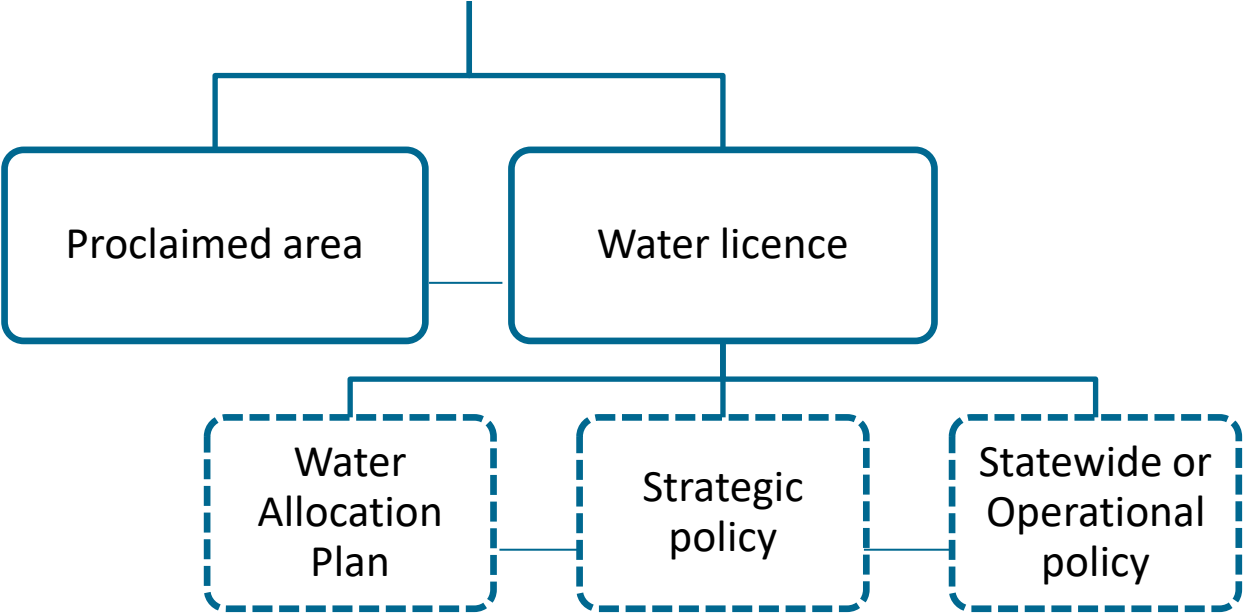 Proclaimed area
Water licence
Water
Allocation
Plan
Strategic
policy
Statewide or
Operational
policy